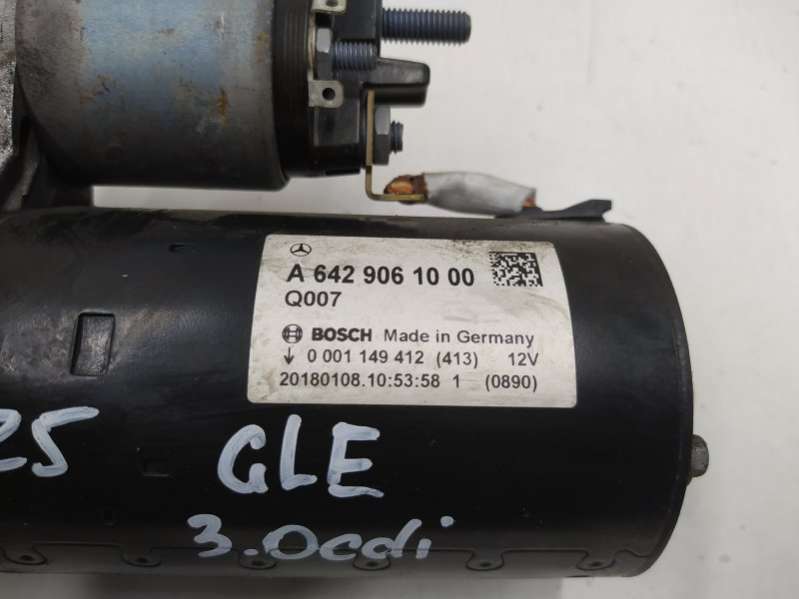 A 642 906 10 00
Q007
BOSCH Made in Germany
↓ 0 001 149 412 (413) 12V
20180108.10:53:58 1 (0890)
25 GLE
3.0cdi